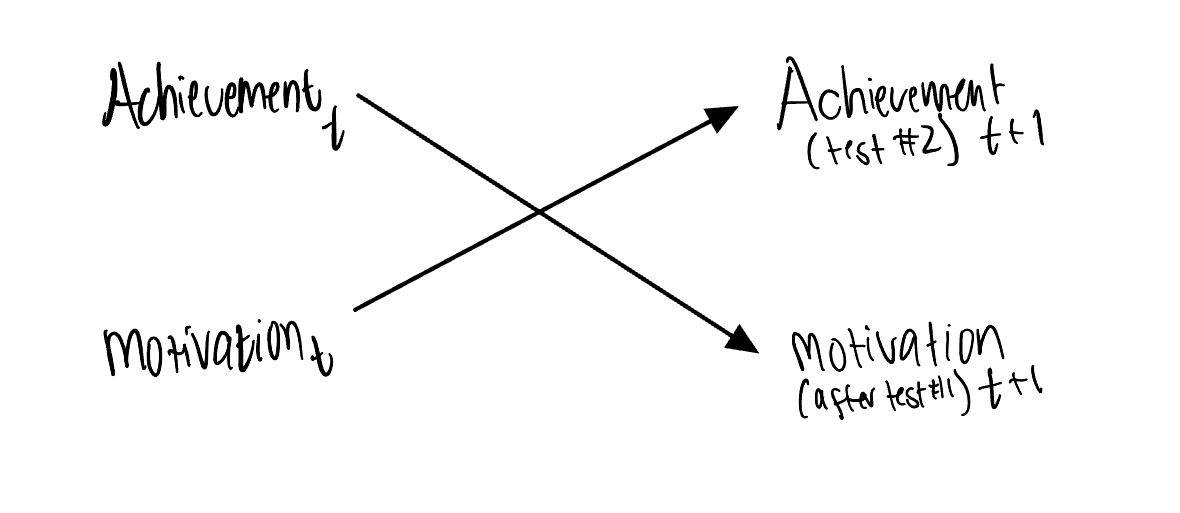 Achievement t
Achievement
(test #2) t+1
Motivation t
Motivation
(after test #1) t+1